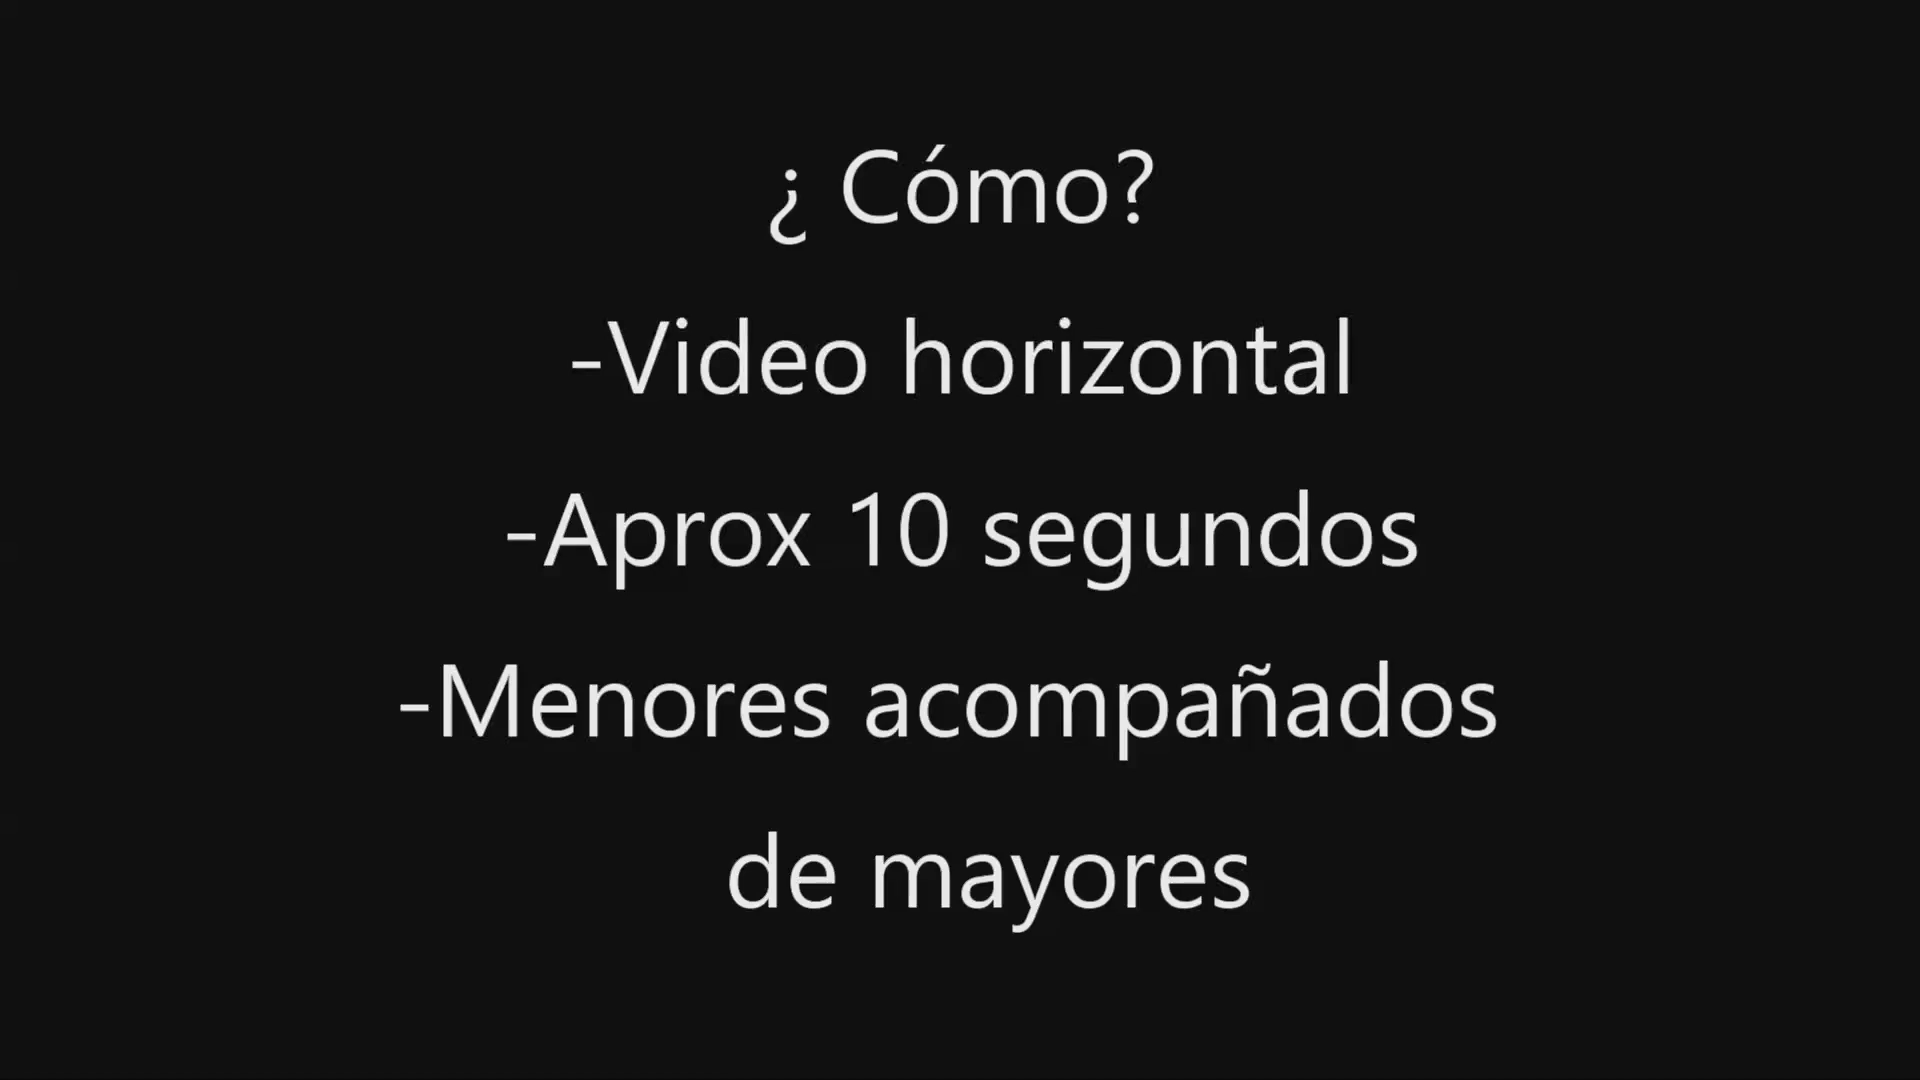 ¿ Cómo?
-Video horizontal
-Aprox 10 segundos
-Menores acompañados
de mayores